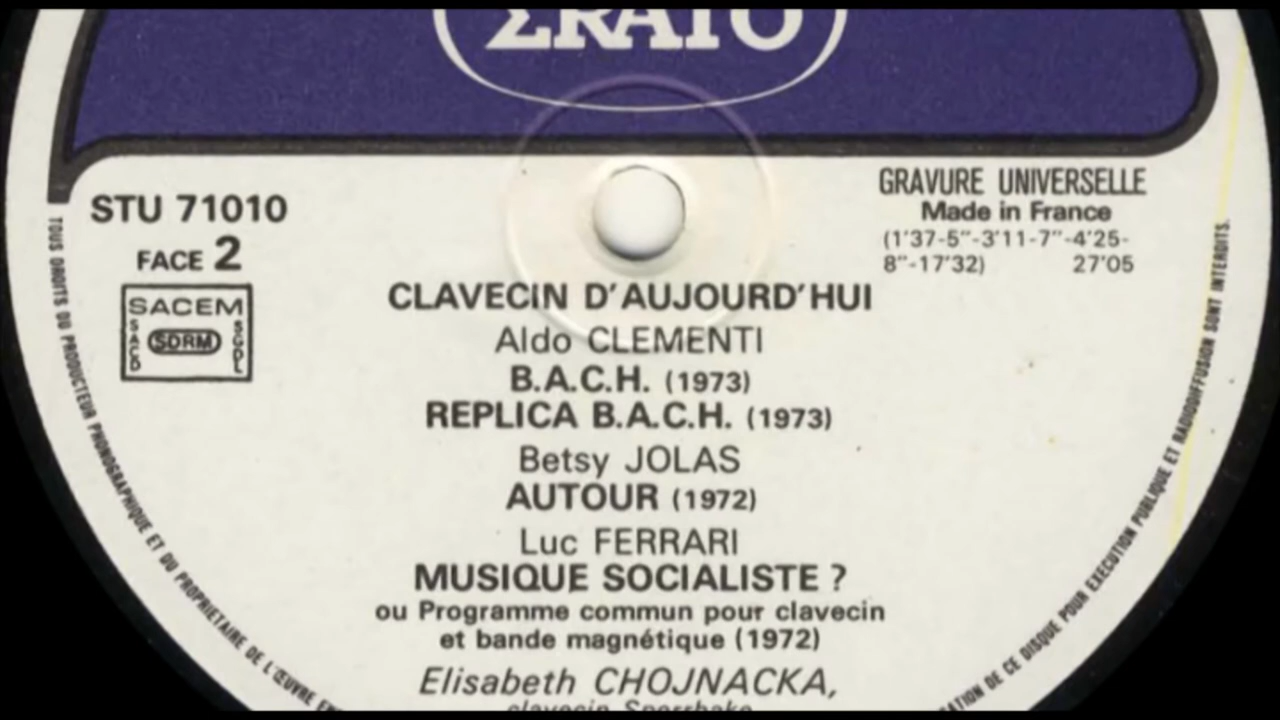 ΣRATO
STU 71010
FACE 2
SACEM
SACD
SDRM
SGDL
GRAVURE UNIVERSELLE
Made in France
(1'37-5"-3'11-7"-4'25-
8"-17'32) 27'05
CLAVECIN D'AUJOURD'HUI
Aldo CLEMENTI
B.A.C.H. (1973)
REPLICA B.A.C.H. (1973)
Betsy JOLAS
AUTOUR (1972)
Luc FERRARI
MUSIQUE SOCIALISTE ?
ou Programme commun pour clavecin
et bande magnétique (1972)
Elisabeth CHOJNACKA,
clavecin
TOUS DROITS DU PRODUCTEUR PHONOGRAPHIQUE ET DU PROPRIETAIRE DE L'ŒUVRE
DE CE DISQUE POUR EXECUTION PUBLIQUE ET RADIODIFFUSION SONT INTERDITS.